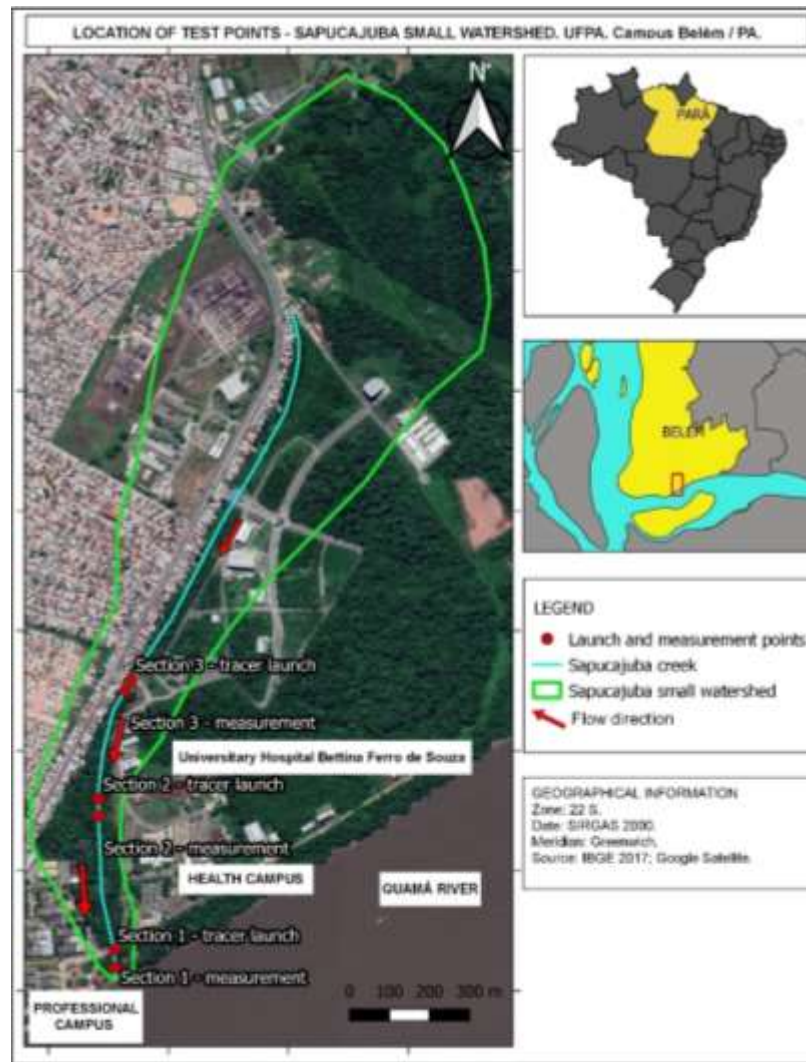 LOCATION OF TEST POINTS - SAPUCAJUBA SMALL WATERSHED. UFPA. Campus Belém / PA.
N
PARÁ
BELÉM
Section 3 - tracer launch
Section 3 - measurement
Universitary Hospital Bettina Ferro de Souza
Section 2 - tracer launch
Section 2 - measurement
HEALTH CAMPUS
GUAMÁ RIVER
Section 1 - tracer launch
Section 1 - measurement
PROFESSIONAL
CAMPUS
0 100 200 300 m
LEGEND
Launch and measurement points
Sapucajuba creek
Sapucajuba small watershed
Flow direction
GEOGRAPHICAL INFORMATION
Zone: 22 S.
Date: SIRGAS 2000.
Meridian: Greenwich.
Source: IBGE 2017; Google Satellite.